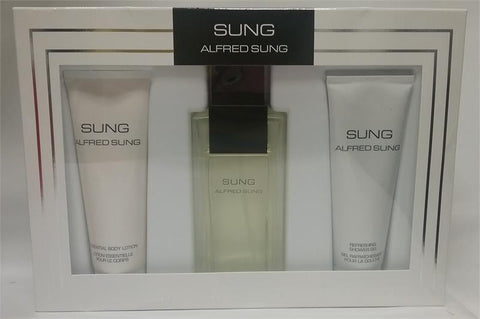 SUNG
ALFRED SUNG
SUNG
ALFRED SUNG
ESSENTIAL BODY LOTION
LOTION ESSENTIELLE
POUR LE CORPS
SUNG
ALFRED SUNG
SUNG
ALFRED SUNG
REFRESHING
SHOWER GEL
GEL RAFRAÎCHISSANT
POUR LA DOUCHE